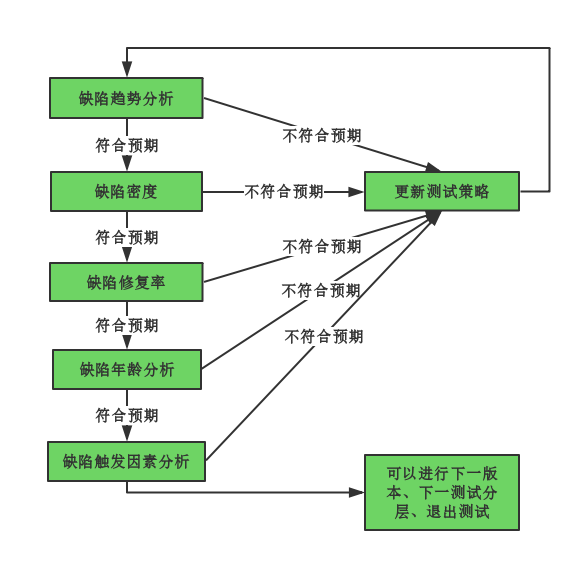 缺陷趋势分析
不符合预期
符合预期
缺陷密度
不符合预期
更新测试策略
符合预期
不符合预期
缺陷修复率
不符合预期
符合预期
不符合预期
缺陷年龄分析
符合预期
缺陷触发因素分析
可以进行下一版
本、下一测试分
层、退出测试